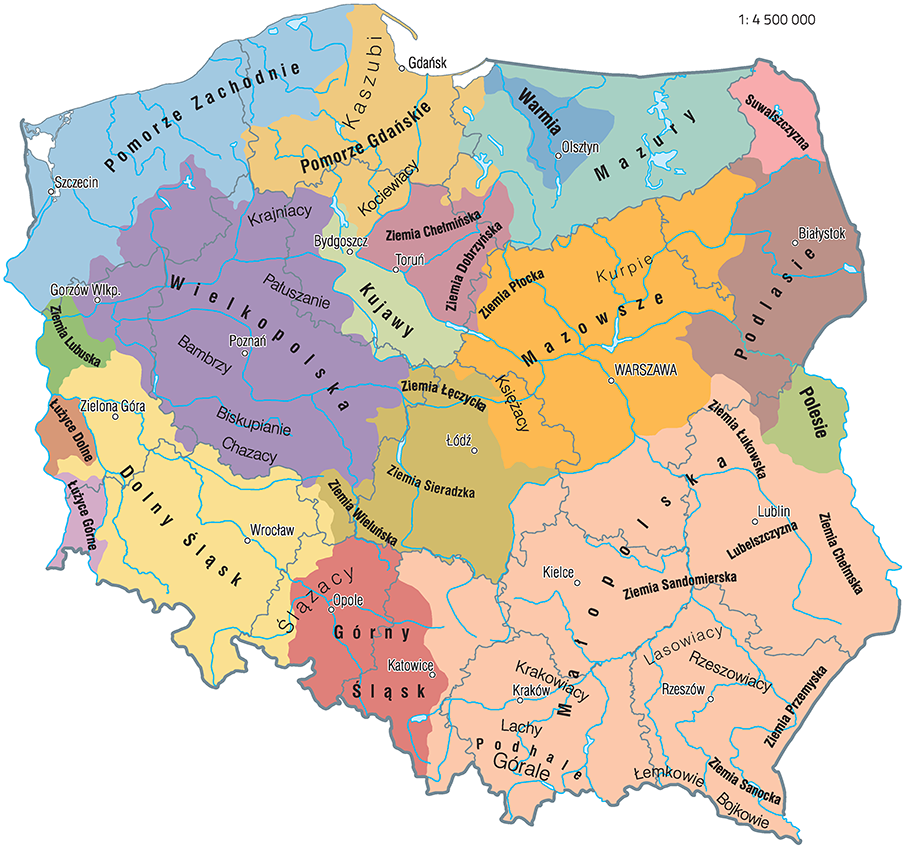 1: 4 500 000
Pomorze Zachodnie
Kaszubi
Gdańsk
Pomorze Gdańskie
Kociewiacy
Warmia
Olsztyn
Mazury
Suwalszczyzna
Szczecin
Krajniacy
Bydgoszcz
Ziemia Chełmińska
Toruń
Ziemia Dobrzyńska
Białystok
Podlasie
Gorzów Wlkp.
Wielkopolska
Pałuszanie
Kujawy
Ziemia Płocka
Kurpie
Mazowsze
Ziemia Lubuska
Bambrzy
Poznań
WARSZAWA
Ziemia Łęczycka
Księżacy
Polesie
Zielona Góra
Łużyce Dolne
Biskupianie
Chazacy
Łódź
Ziemia Sieradzka
Ziemia Łukowska
Łużyce Górne
Dolny Śląsk
Wrocław
Ziemia Wieluńska
Małopolska
Lublin
Lubelszczyzna
Ziemia Chełmska
Kielce
Ziemia Sandomierska
Ślązacy
Opole
Górny
Śląsk
Katowice
Krakowiacy
Kraków
Lasowiacy
Rzeszowiacy
Rzeszów
Ziemia Przemyska
Lachy
Podhale
Górale
Łemkowie
Ziemia Sanocka
Bojkowie